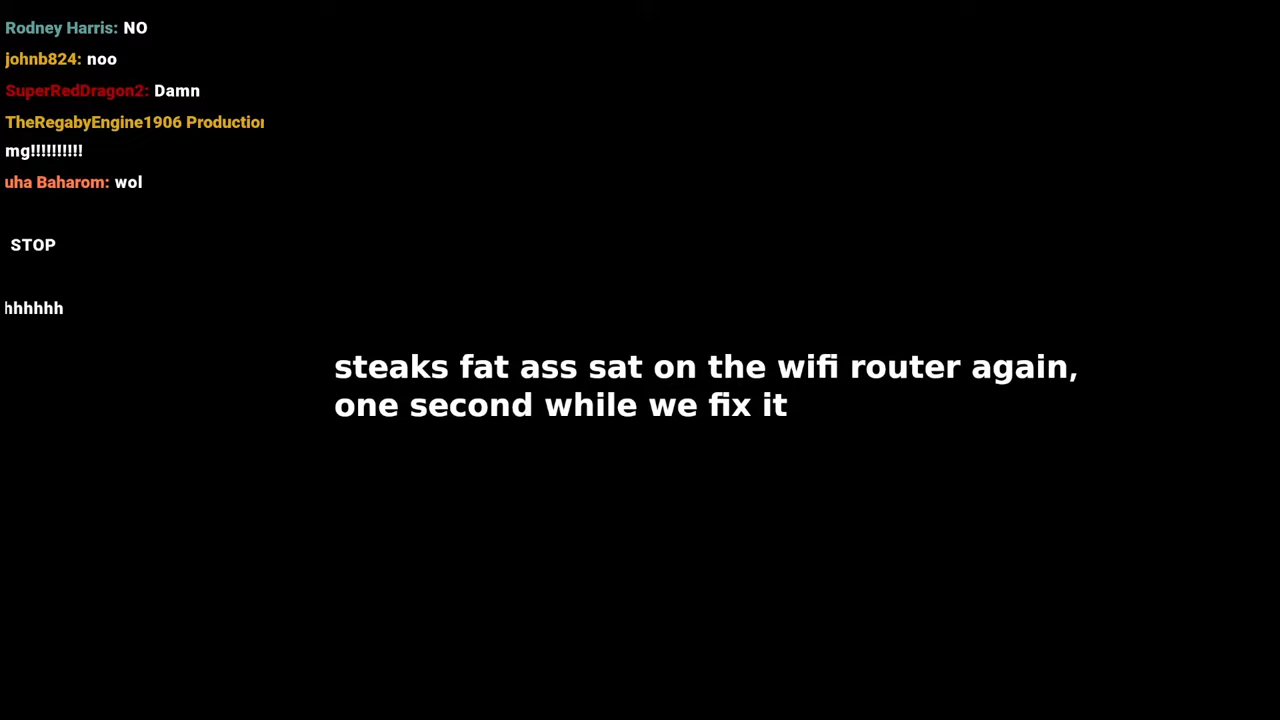 Rodney Harris: NO
johnb824: noo
SuperRedDragon2: Damn
TheRegabyEngine1906 Production
mg!!!!!!!!!!
uha Baharom: wol
STOP
hhhhhh
steaks fat ass sat on the wifi router again,
one second while we fix it